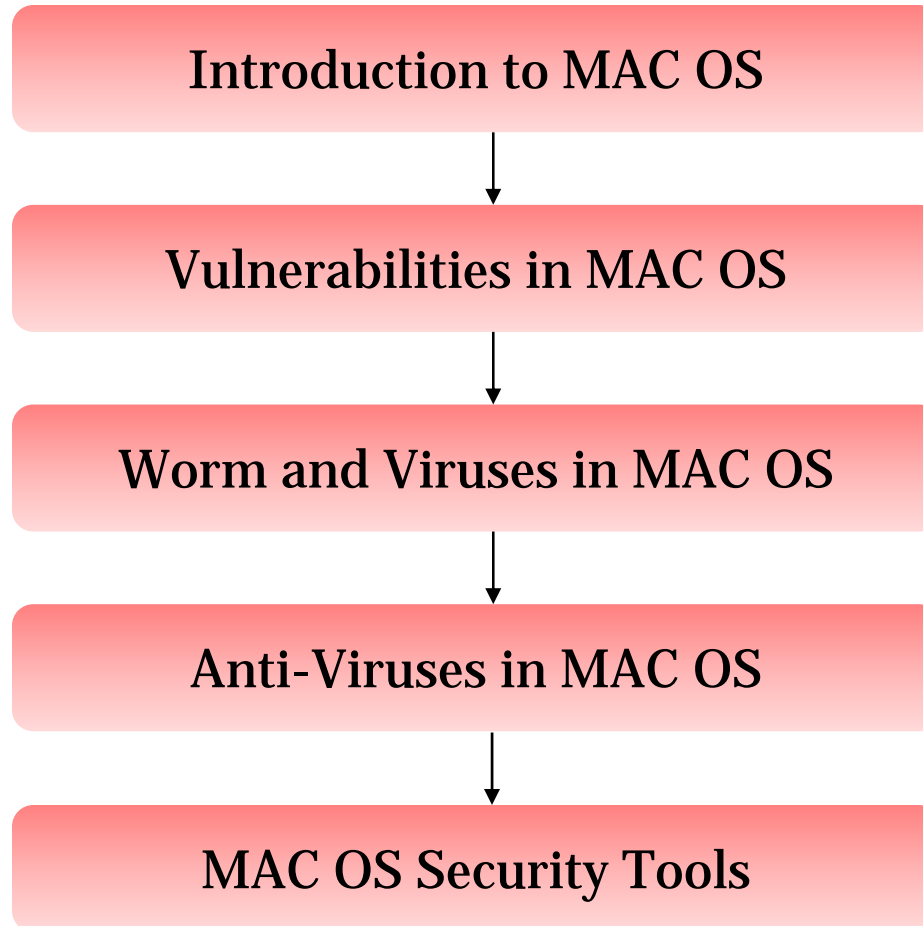 Introduction to MAC OS
Vulnerabilities in MAC OS
Worm and Viruses in MAC OS
Anti-Viruses in MAC OS
MAC OS Security Tools